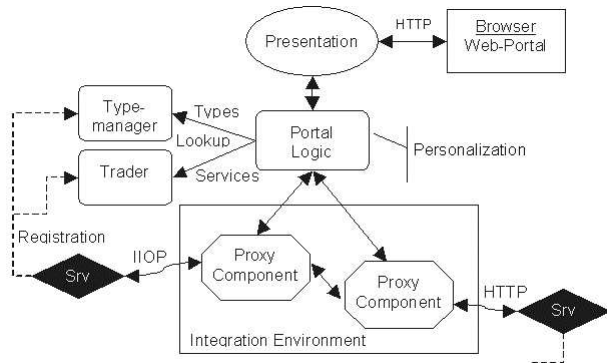 Presentation
HTTP
Browser
Web-Portal
Type-
manager
Types
Lookup
Services
Trader
Portal
Logic
Personalization
Registration
Srv
IIOP
Proxy
Component
Proxy
Component
HTTP
Srv
Integration Environment